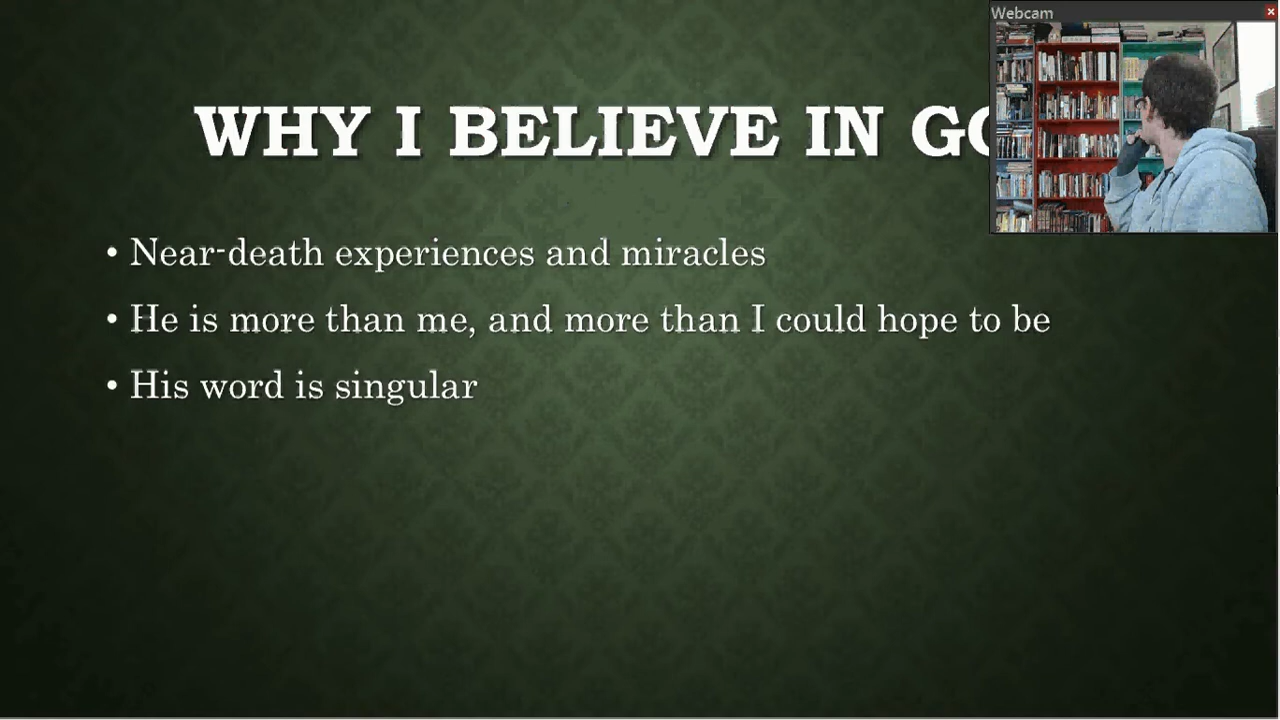 Webcam
WHY I BELIEVE IN
• Near-death experiences and miracles
• He is more than me, and more than I could hope to be
• His word is singular